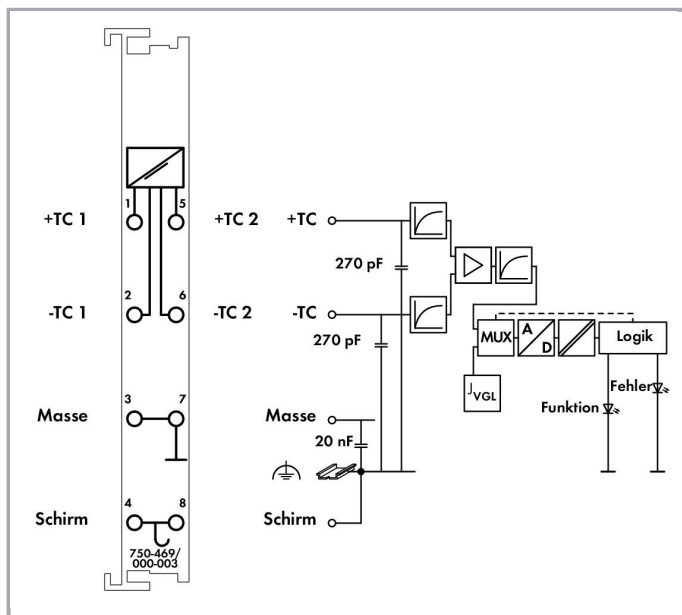 1 5
+TC 1 +TC 2 +TC
270 pF
2 6
-TC 1 -TC 2 -TC
270 pF
MUX A D Logik
J VGL
Fehler
Funktion
3 7
Masse Masse
20 nF
4 8
Schirm Schirm
750-469/
000-003